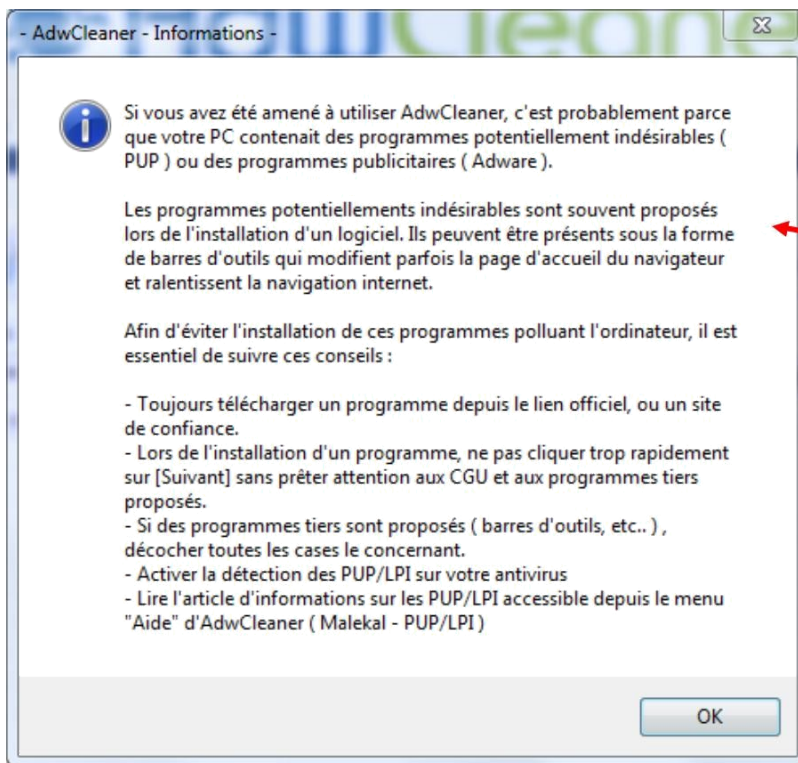 AdwCleane
- AdwCleaner - Informations -
Si vous avez été amené à utiliser AdwCleaner, c'est probablement parce
que votre PC contenait des programmes potentiellement indésirables (
PUP ) ou des programmes publicitaires ( Adware ).
Les programmes potentiellements indésirables sont souvent proposés
lors de l'installation d'un logiciel. Ils peuvent être présents sous la forme
de barres d'outils qui modifient parfois la page d'accueil du navigateur
et ralentissent la navigation internet.
Afin d'éviter l'installation de ces programmes polluant l'ordinateur, il est
essentiel de suivre ces conseils :
- Toujours télécharger un programme depuis le lien officiel, ou un site
de confiance.
- Lors de l'installation d'un programme, ne pas cliquer trop rapidement
sur [Suivant] sans prêter attention aux CGU et aux programmes tiers
proposés.
- Si des programmes tiers sont proposés ( barres d'outils, etc.. ) ,
décocher toutes les cases le concernant.
- Activer la détection des PUP/LPI sur votre antivirus
- Lire l'article d'informations sur les PUP/LPI accessible depuis le menu
"Aide" d'AdwCleaner ( Malekal - PUP/LPI )
OK